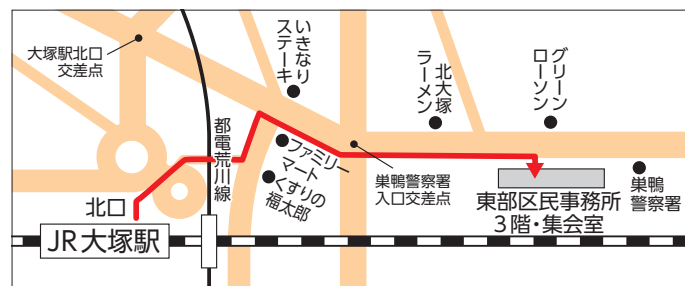 大塚駅北口
交差点
いきなり
ステーキ
北大塚
ラーメン
グリーン
ローソン
都電荒川線
ファミリー
マート
くすりの
福太郎
巣鴨警察署
入口交差点
巣鴨
警察署
東部区民事務所
3階・集会室
北口
JR大塚駅